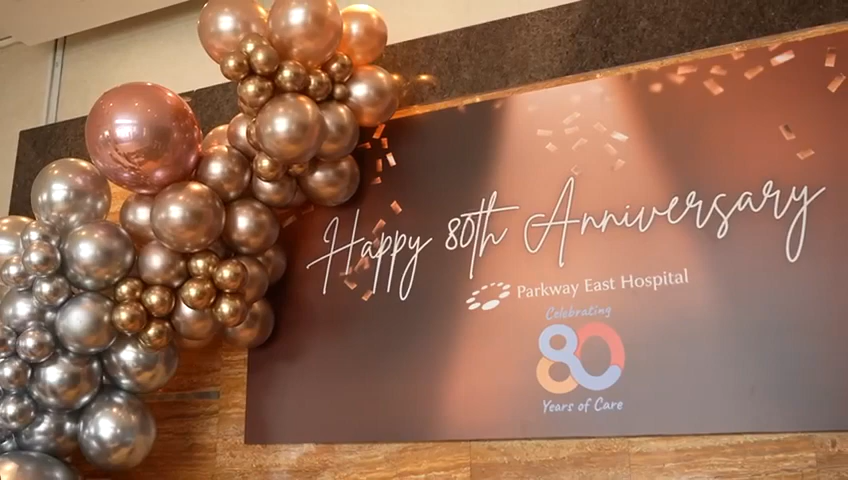 Happy 80th Anniversary
Parkway East Hospital
Celebrating
80
Years of Care